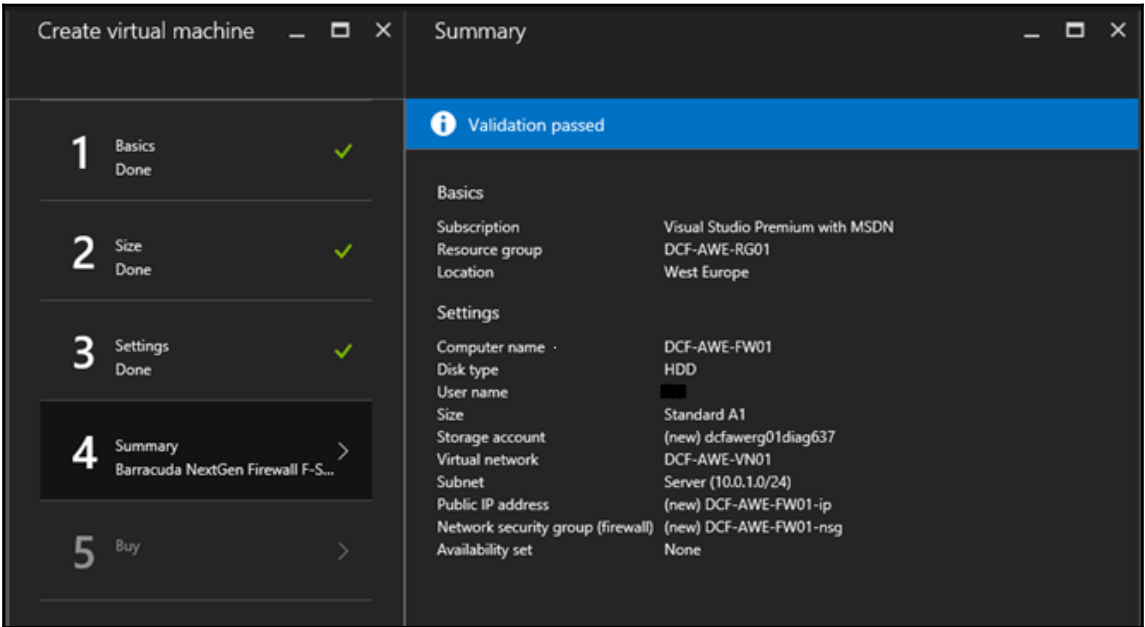 Create virtual machine
Summary
Validation passed
1
Basics
Done
2
Size
Done
3
Settings
Done
4
Summary
Barracuda NextGen Firewall F-S...
5
Buy
Basics
Subscription Visual Studio Premium with MSDN
Resource group DCF-AWE-RG01
Location West Europe
Settings
Computer name DCF-AWE-FW01
Disk type HDD
User name
Size Standard A1
Storage account (new) dcfawerg01diag637
Virtual network DCF-AWE-VN01
Subnet Server (10.0.1.0/24)
Public IP address (new) DCF-AWE-FW01-ip
Network security group (firewall) (new) DCF-AWE-FW01-nsg
Availability set None